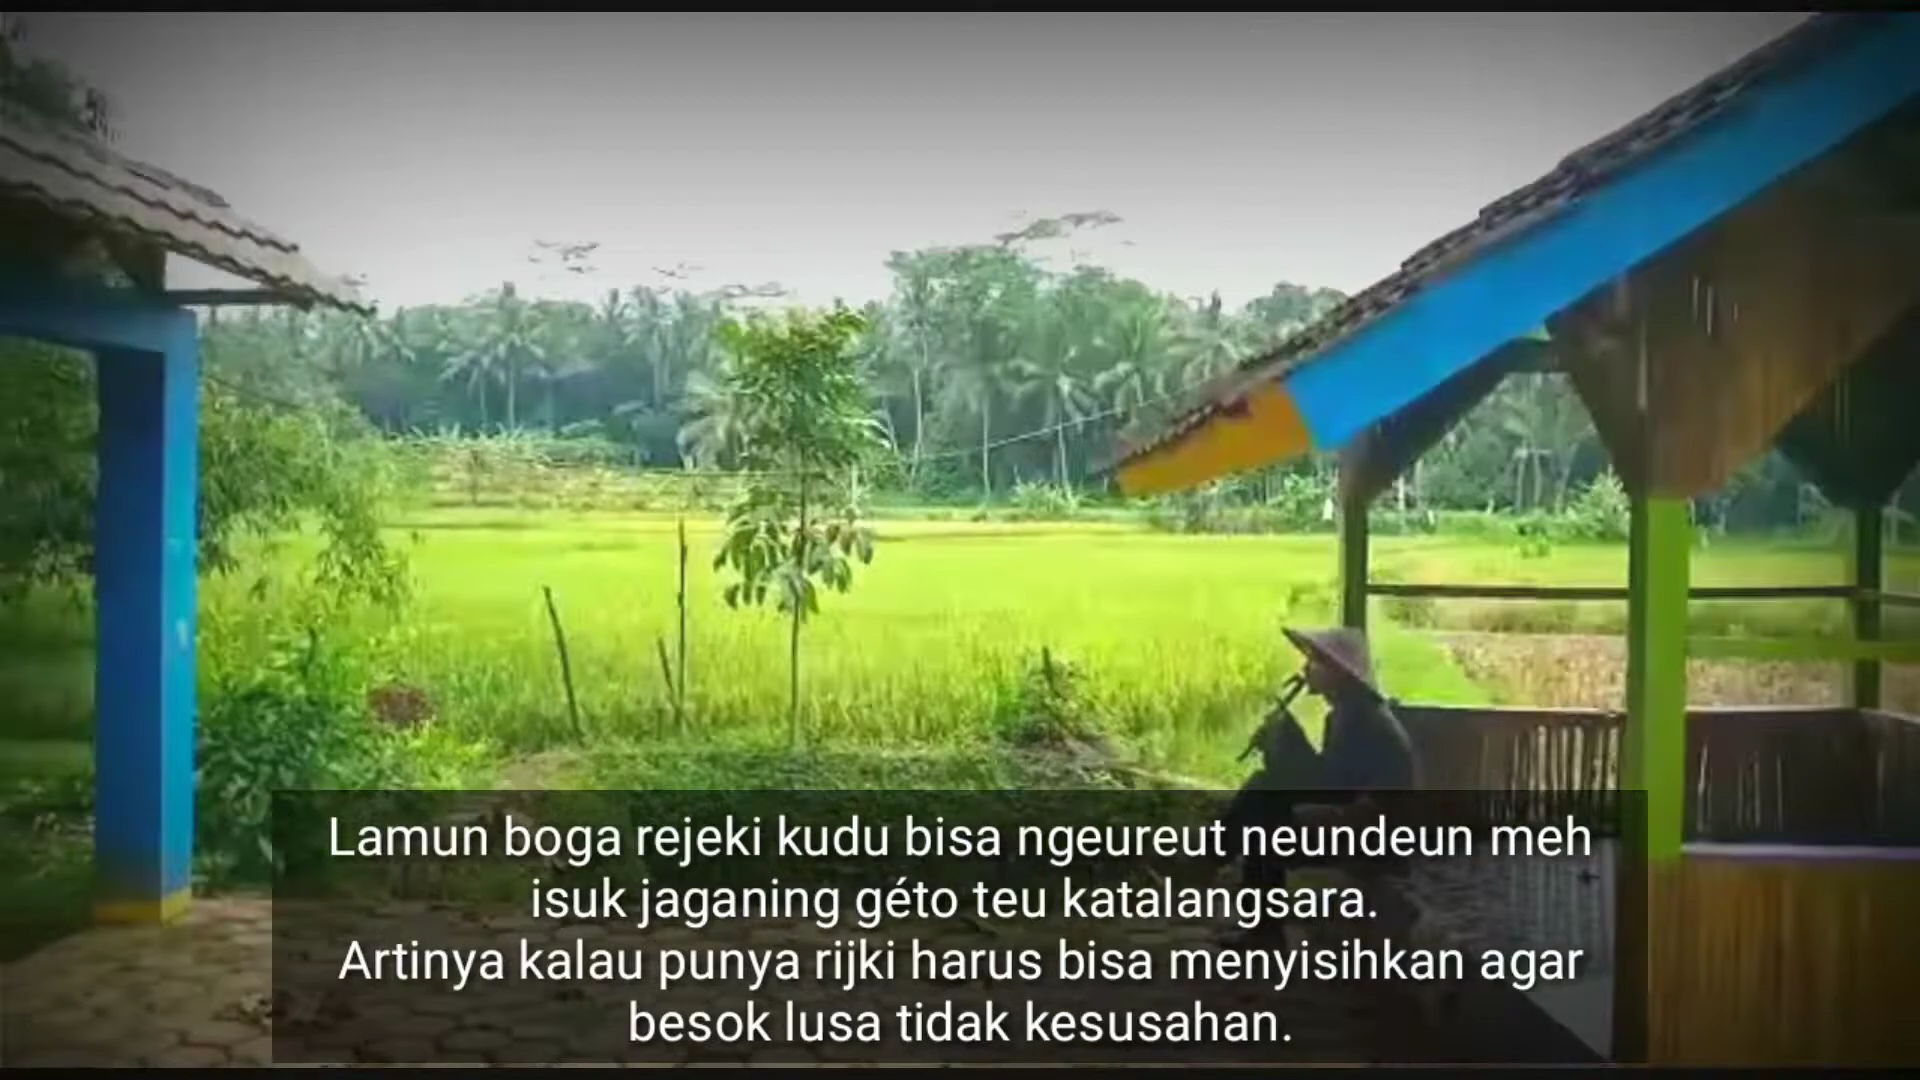 Lamun boga rejeki kudu bisa ngeureut neundeun meh
isuk jaganing géto teu katalangsara.
Artinya kalau punya rijki harus bisa menyisihkan agar
besok lusa tidak kesusahan.